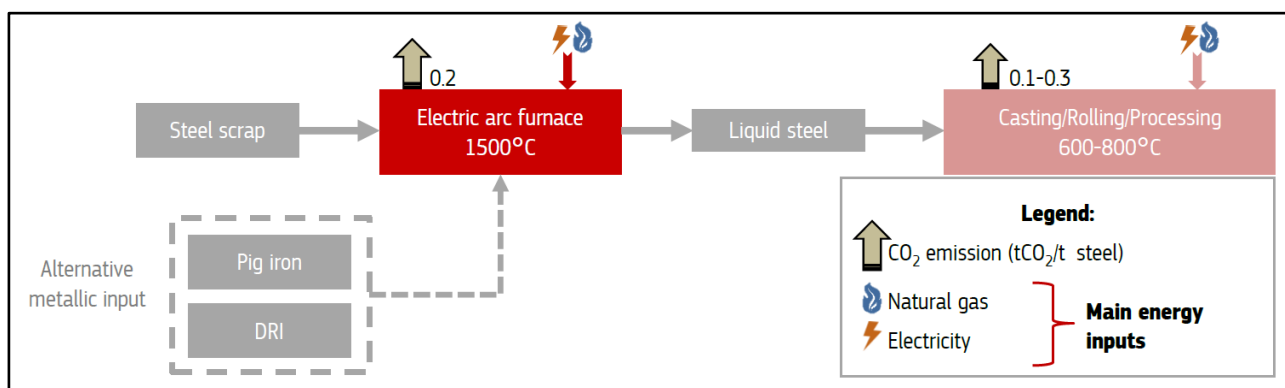 0.2
0.1-0.3
Steel scrap
Electric arc furnace
1500°C
Liquid steel
Casting/Rolling/Processing
600-800°C
Alternative
metallic input
Pig iron
DRI
Legend:
CO₂ emission (tCO₂/t steel)
Natural gas
Electricity
Main energy
inputs